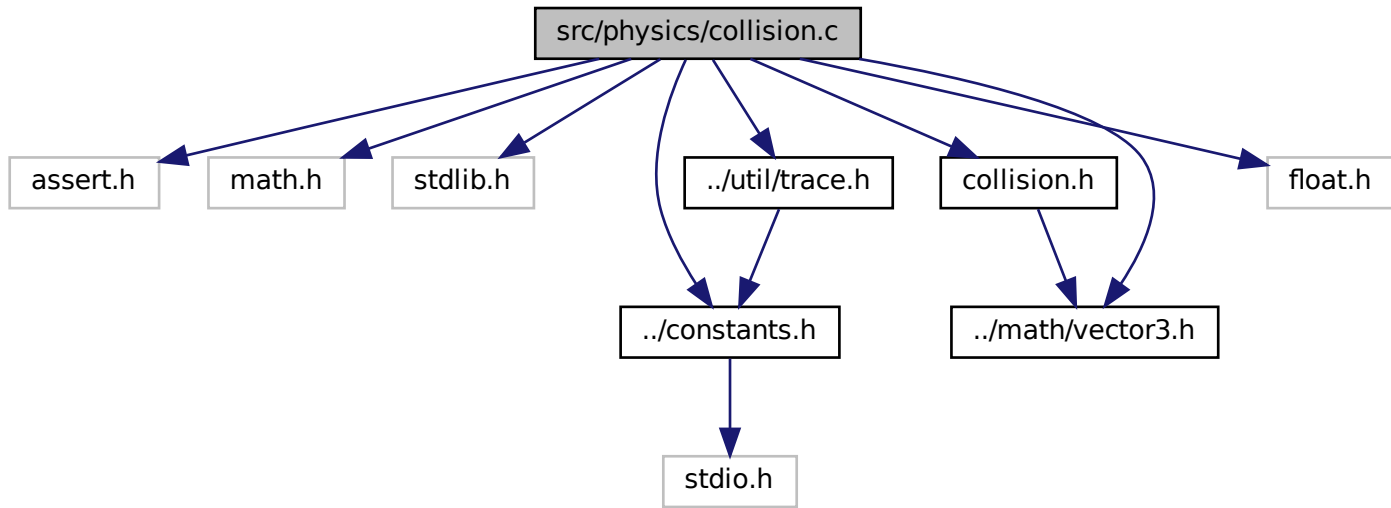 src/physics/collision.c
assert.h
math.h
stdlib.h
../util/trace.h
collision.h
float.h
../constants.h
../math/vector3.h
stdio.h